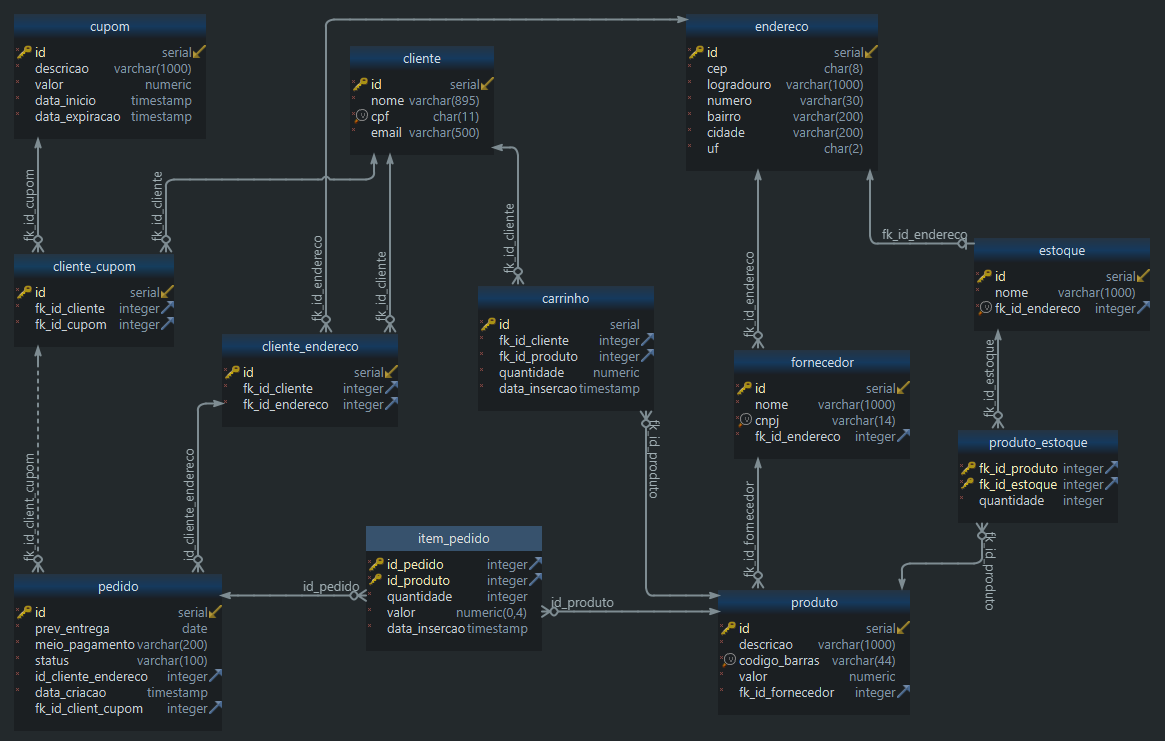 cupom
id serial
descricao varchar(1000)
valor numeric
data_inicio timestamp
data_expiracao timestamp
cliente
id serial
nome varchar(895)
cpf char(11)
email varchar(500)
endereco
id serial
cep char(8)
logradouro varchar(1000)
numero varchar(30)
bairro varchar(200)
cidade varchar(200)
uf char(2)
fk_id_cupom
fk_id_cliente
fk_id_endereco
fk_id_cliente
fk_id_cliente
fk_id_endereco
fk_id_endereco
cliente_cupom
id serial
fk_id_cliente integer
fk_id_cupom integer
estoque
id serial
nome varchar(1000)
fk_id_endereco integer
carrinho
id serial
fk_id_cliente integer
fk_id_produto integer
quantidade numeric
data_insercao timestamp
cliente_endereco
id serial
fk_id_cliente integer
fk_id_endereco integer
fornecedor
id serial
nome varchar(1000)
cnpj varchar(14)
fk_id_endereco integer
fk_id_estoque
produto_estoque
fk_id_produto integer
fk_id_estoque integer
quantidade integer
fk_id_client_cupom
id_cliente_endereco
fk_id_produto
fk_id_fornecedor
fk_id_produto
item_pedido
id_pedido integer
id_produto integer
quantidade integer
valor numeric(0,4)
data_insercao timestamp
id_pedido
id_produto
pedido
id serial
prev_entrega date
meio_pagamento varchar(200)
status varchar(100)
id_cliente_endereco integer
data_criacao timestamp
fk_id_client_cupom integer
produto
id serial
descricao varchar(1000)
codigo_barras varchar(44)
valor numeric
fk_id_fornecedor integer